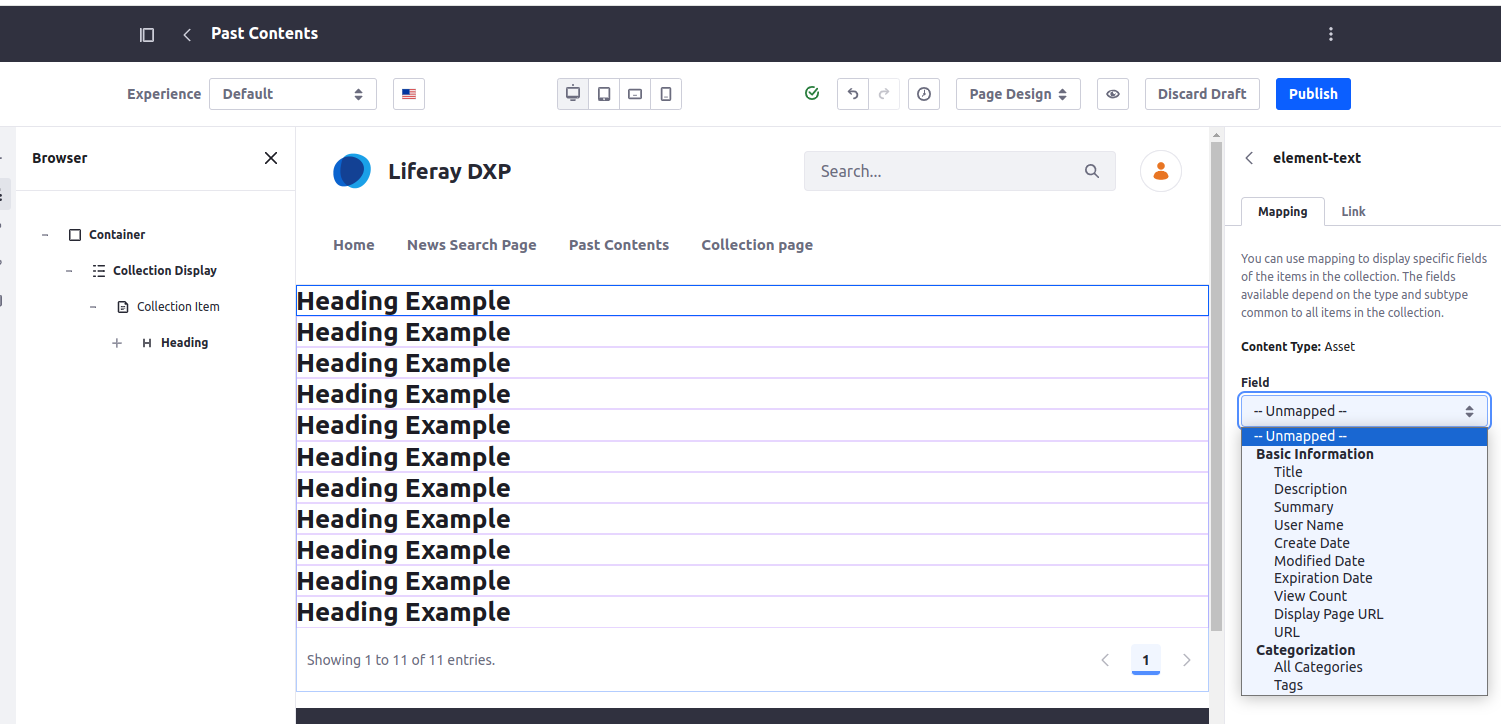 Past Contents
Experience Default Page Design Discard Draft Publish
Browser
Container
Collection Display
Collection Item
Heading
Liferay DXP Search...
Home News Search Page Past Contents Collection page
Heading Example
Heading Example
Heading Example
Heading Example
Heading Example
Heading Example
Heading Example
Heading Example
Heading Example
Heading Example
Heading Example
Showing 1 to 11 of 11 entries. 1
element-text
Mapping Link
You can use mapping to display specific fields
of the items in the collection. The fields
available depend on the type and subtype
common to all items in the collection.
Content Type: Asset
Field
-- Unmapped --
-- Unmapped --
Basic Information
Title
Description
Summary
User Name
Create Date
Modified Date
Expiration Date
View Count
Display Page URL
URL
Categorization
All Categories
Tags